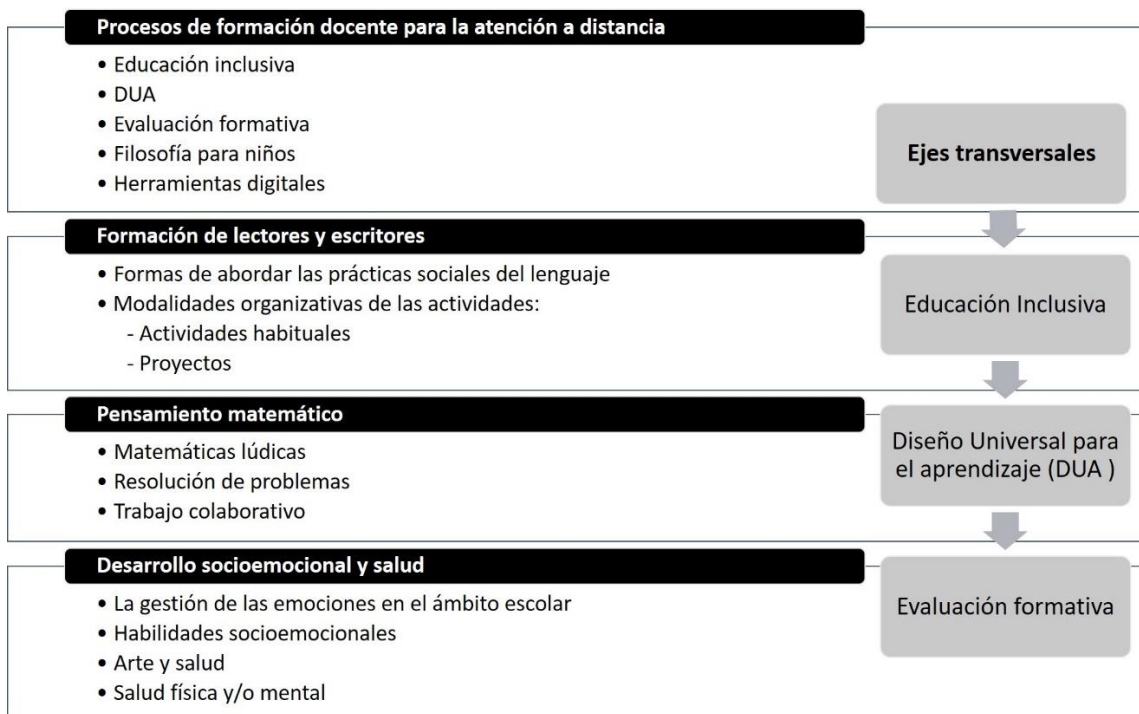 Procesos de formación docente para la atención a distancia
• Educación inclusiva
• DUA
• Evaluación formativa
• Filosofía para niños
• Herramientas digitales
Formación de lectores y escritores
• Formas de abordar las prácticas sociales del lenguaje
• Modalidades organizativas de las actividades:
- Actividades habituales
- Proyectos
Pensamiento matemático
• Matemáticas lúdicas
• Resolución de problemas
• Trabajo colaborativo
Desarrollo socioemocional y salud
• La gestión de las emociones en el ámbito escolar
• Habilidades socioemocionales
• Arte y salud
• Salud física y/o mental
Ejes transversales
Educación Inclusiva
Diseño Universal para
el aprendizaje (DUA )
Evaluación formativa